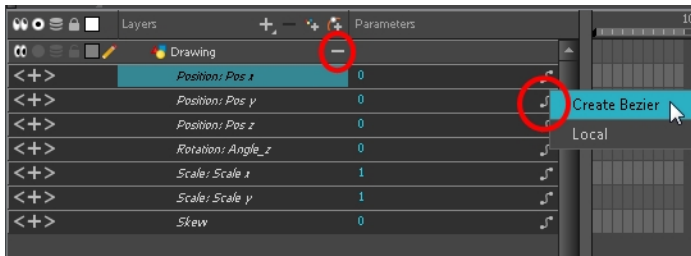 Layers Parameters 10
Drawing
Position: Pos x 0
Position: Pos y 0
Create Bezier
Position: Pos z 0
Local
Rotation: Angle_z 0
Scale: Scale x 1
Scale: Scale y 1
Skew 0